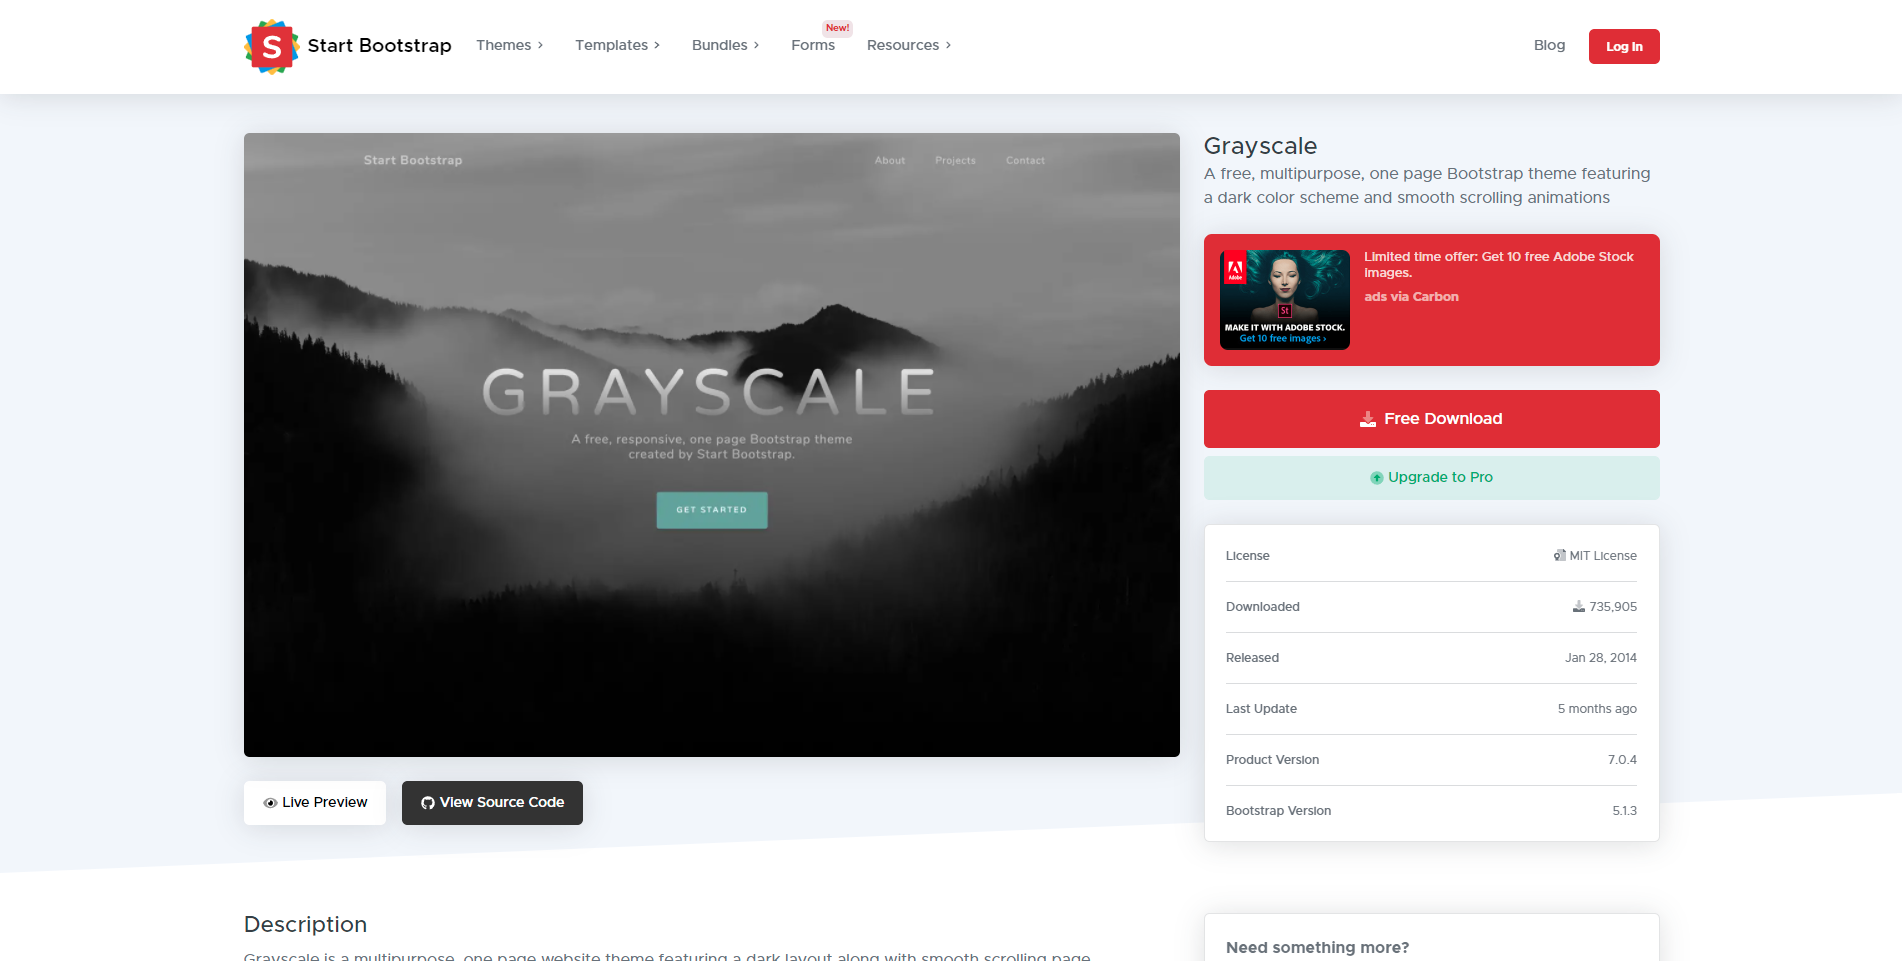 S Start Bootstrap
Themes
Templates
Bundles
Forms
New!
Resources
Blog
Log In
Start Bootstrap
About
Projects
Contact
GRAYSCALE
A free, responsive, one page Bootstrap theme
created by Start Bootstrap.
GET STARTED
Live Preview
View Source Code
Grayscale
A free, multipurpose, one page Bootstrap theme featuring
a dark color scheme and smooth scrolling animations
Adobe
St
MAKE IT WITH ADOBE STOCK.
Get 10 free images ›
Limited time offer: Get 10 free Adobe Stock
images.
ads via Carbon
Free Download
Upgrade to Pro
License
MIT License
Downloaded
735,905
Released
Jan 28, 2014
Last Update
5 months ago
Product Version
7.0.4
Bootstrap Version
5.1.3
Description
Grayscale is a multipurpose, one page website theme featuring a dark layout along with smooth scrolling page
Need something more?